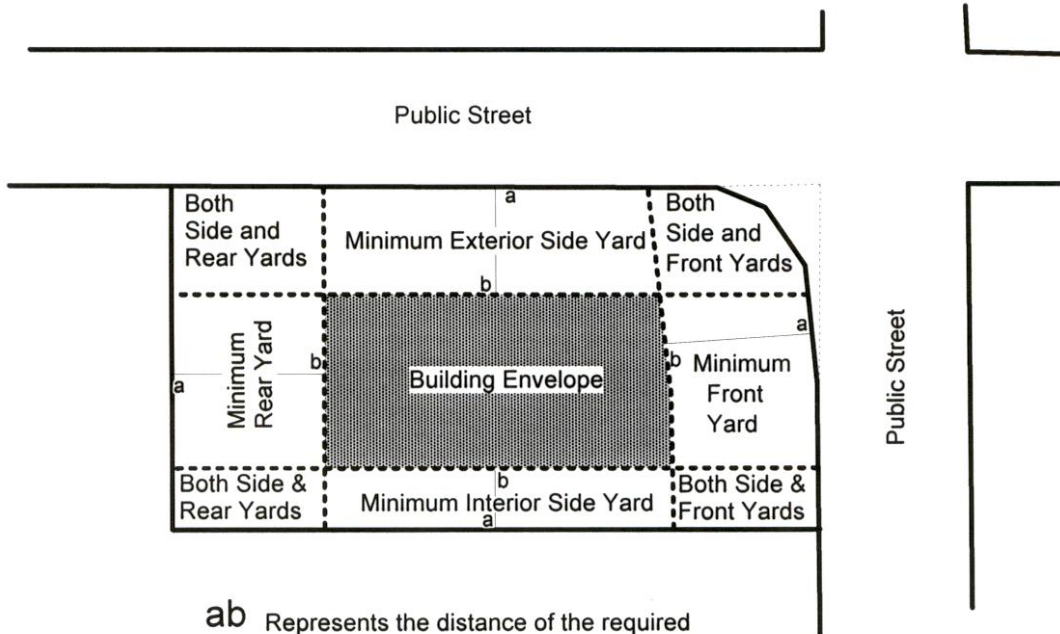 Public Street
Both
Side and
Rear Yards
a
Minimum Exterior Side Yard
b
Both
Side and
Front Yards
Minimum
Rear Yard
a
b
Building Envelope
a
b
Minimum
Front
Yard
Public Street
Both Side &
Rear Yards
b
Minimum Interior Side Yard
a
Both Side &
Front Yards
ab Represents the distance of the required